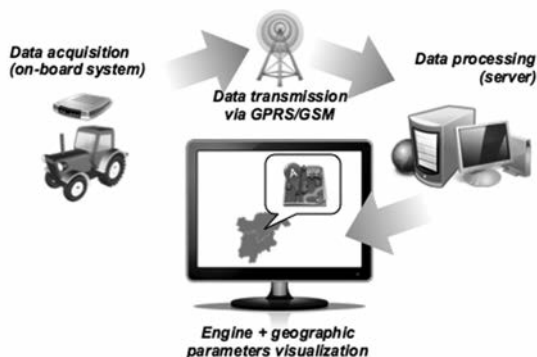 Data acquisition
(on-board system)
Data transmission
via GPRS/GSM
Data processing
(server)
A
Engine + geographic
parameters visualization